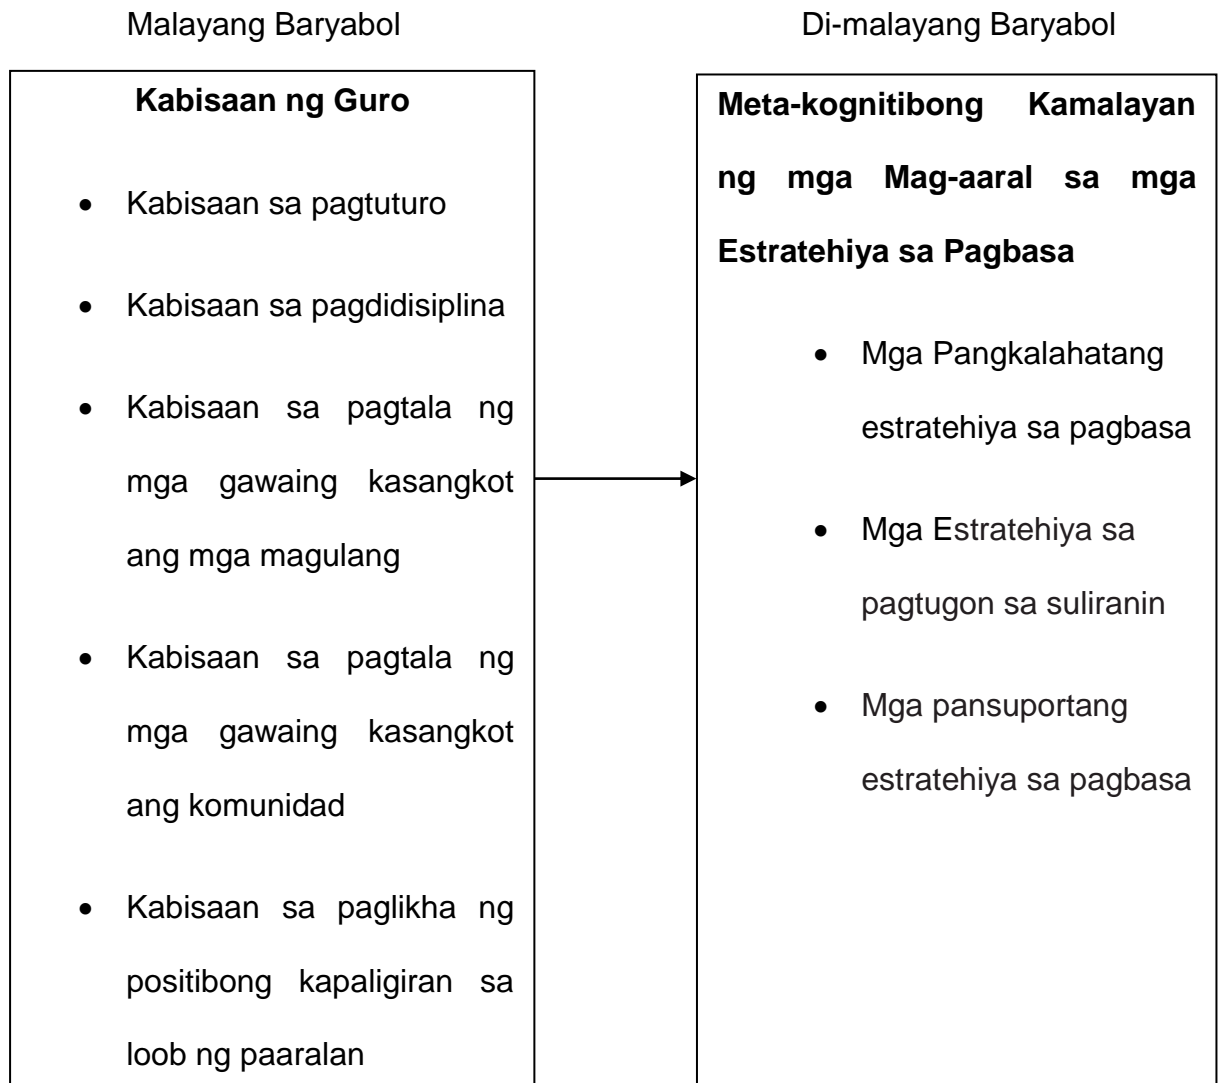 Malayang Baryabol
Di-malayang Baryabol
Kabisaan ng Guro
• Kabisaan sa pagtuturo
• Kabisaan sa pagdidisiplina
• Kabisaan sa pagtala ng
mga gawaing kasangkot
ang mga magulang
• Kabisaan sa pagtala ng
mga gawaing kasangkot
ang komunidad
• Kabisaan sa paglikha ng
positibong kapaligiran sa
loob ng paaralan
Meta-kognitibong Kamalayan
ng mga Mag-aaral sa mga
Estratehiya sa Pagbasa
• Mga Pangkalahatang
estratehiya sa pagbasa
• Mga Estratehiya sa
pagtugon sa suliranin
• Mga pansuportang
estratehiya sa pagbasa